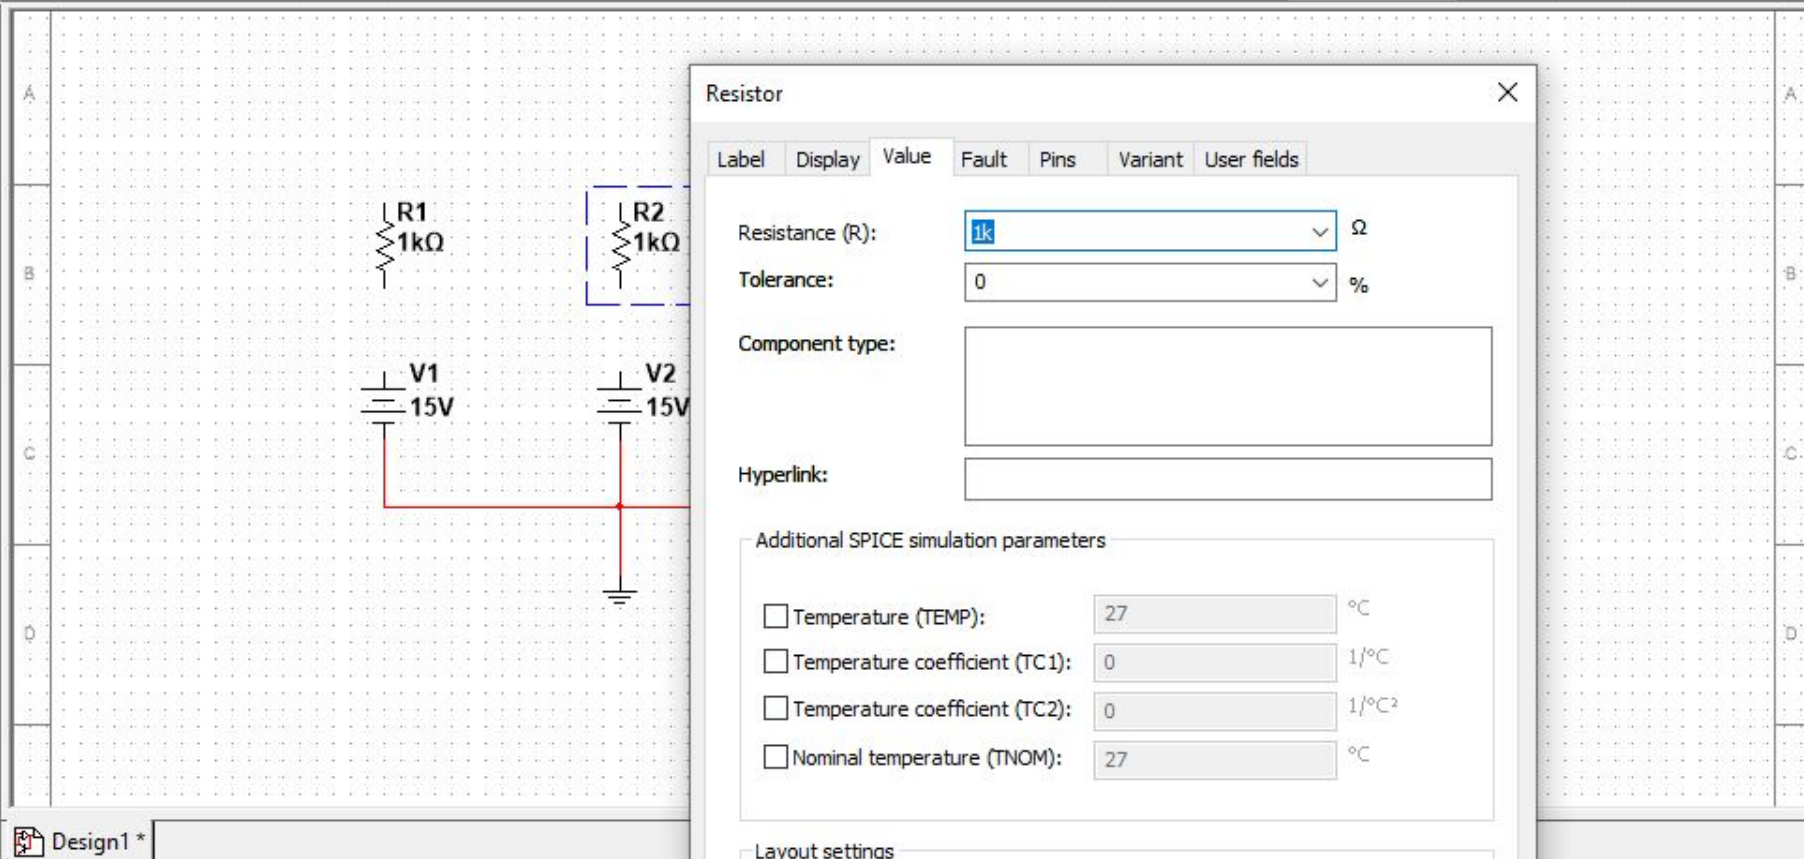 Resistor
Label Display Value Fault Pins Variant User fields
A
A
R1
1kΩ
R2
1kΩ
Resistance (R): 1k Ω
Tolerance: 0 %
B
B
Component type:
V1
15V
V2
15V
C
C
Hyperlink:
Additional SPICE simulation parameters
Temperature (TEMP): 27 °C
Temperature coefficient (TC1): 0 1/°C
Temperature coefficient (TC2): 0 1/°C²
Nominal temperature (TNOM): 27 °C
D
D
Design1 *
Layout settings